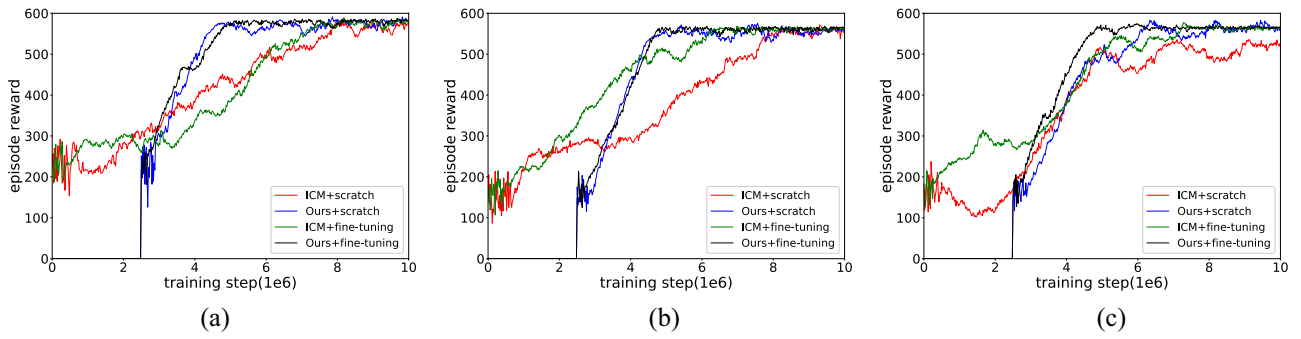 600
500
400
300
200
100
0
episode reward
ICM+scratch
Ours+scratch
ICM+fine-tuning
Ours+fine-tuning
0 2 4 6 8 10
training step(1e6)
(a)
600
500
400
300
200
100
0
episode reward
ICM+scratch
Ours+scratch
ICM+fine-tuning
Ours+fine-tuning
0 2 4 6 8 10
training step(1e6)
(b)
600
500
400
300
200
100
0
episode reward
ICM+scratch
Ours+scratch
ICM+fine-tuning
Ours+fine-tuning
0 2 4 6 8 10
training step(1e6)
(c)